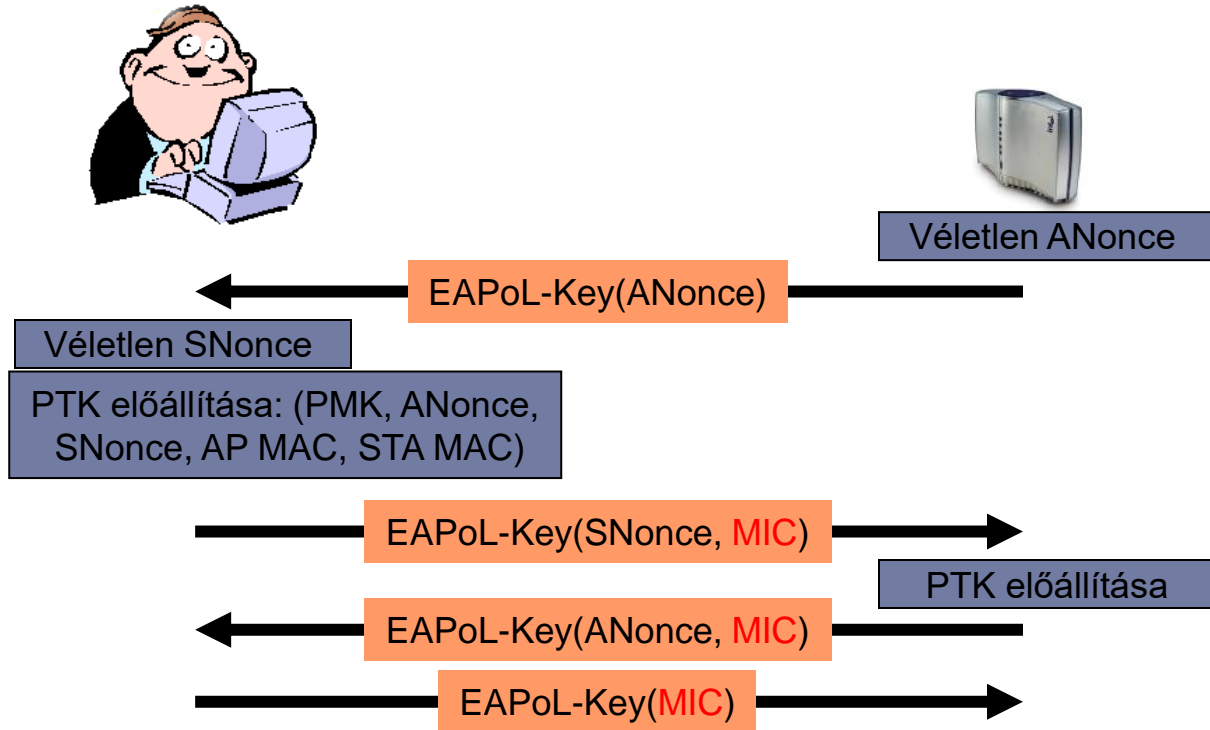 Véletlen ANonce
EAPoL-Key(ANonce)
Véletlen SNonce
PTK előállítása: (PMK, ANonce,
SNonce, AP MAC, STA MAC)
EAPoL-Key(SNonce, MIC)
PTK előállítása
EAPoL-Key(ANonce, MIC)
EAPoL-Key(MIC)